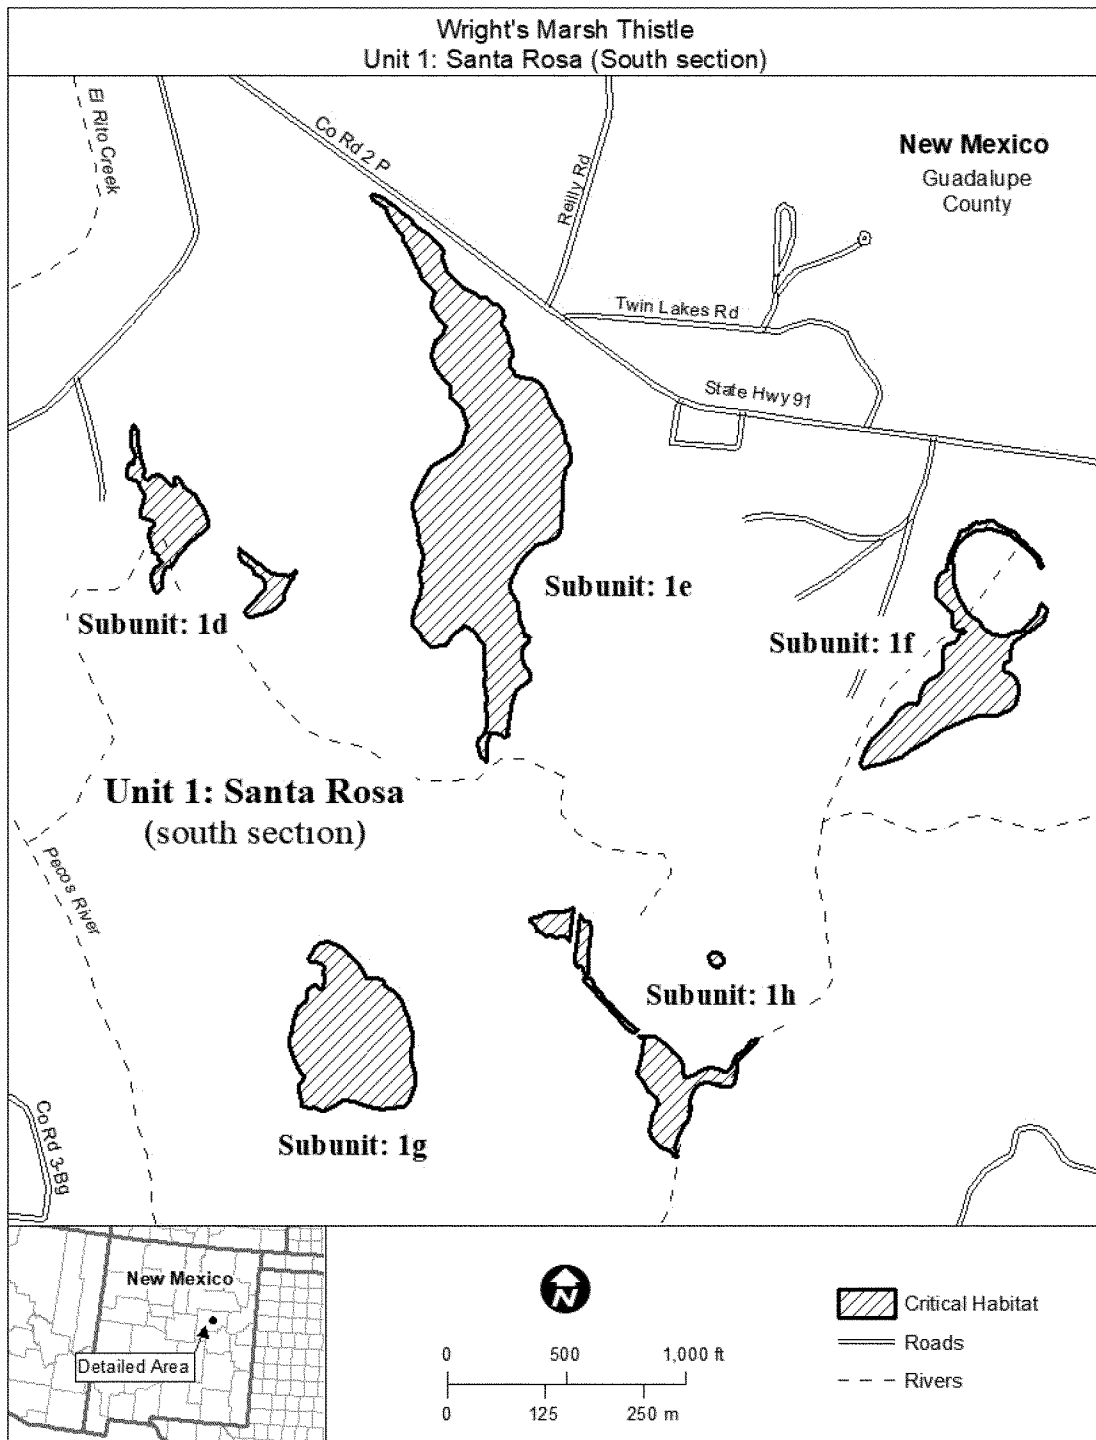 Wright's Marsh Thistle
Unit 1: Santa Rosa (South section)
El Rito Creek
Co Rd 2 P
Reilly Rd
New Mexico
Guadalupe
County
Twin Lakes Rd
State Hwy 91
Subunit: 1e
Subunit: 1d
Subunit: 1f
Unit 1: Santa Rosa
(south section)
Pecos River
Subunit: 1h
Co Rd 3-Bg
Subunit: 1g
New Mexico
Detailed Area
N
0 500 1,000 ft
0 125 250 m
Critical Habitat
Roads
Rivers